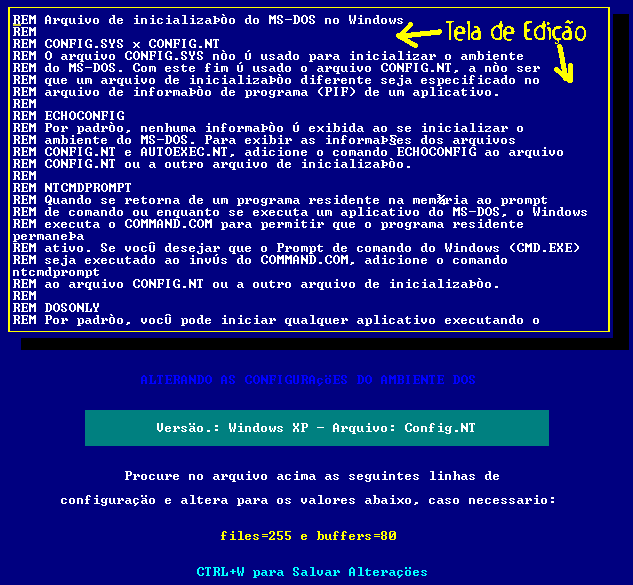 REM Arquivo de inicializaÞÒo do MS-DOS no Windows
Tela de Edição
REM
REM CONFIG.SYS x CONFIG.NT
REM O arquivo CONFIG.SYS nÒo Ú usado para inicializar o ambiente
REM do MS-DOS. Com este fim Ú usado o arquivo CONFIG.NT, a nÒo ser
REM que um arquivo de inicializaÞÒo diferente seja especificado no
REM arquivo de informaÞÒo de programa (PIF) de um aplicativo.
REM
REM ECHOCONFIG
REM Por padrÒo, nenhuma informaÞÒo Ú exibida ao se inicializar o
REM ambiente do MS-DOS. Para exibir as informaÞ§es dos arquivos
REM CONFIG.NT e AUTOEXEC.NT, adicione o comando ECHOCONFIG ao arquivo
REM CONFIG.NT ou a outro arquivo de inicializaÞÒo.
REM
REM NTCMDPROMPT
REM Quando se retorna de um programa residente na mem¾ria ao prompt
REM de comando ou enquanto se executa um aplicativo do MS-DOS, o Windows
REM executa o COMMAND.COM para permitir que o programa residente
permaneÞa
REM ativo. Se vocÛ desejar que o Prompt de comando do Windows (CMD.EXE)
REM seja executado ao invÚs do COMMAND.COM, adicione o comando
ntcmdprompt
REM ao arquivo CONFIG.NT ou a outro arquivo de inicializaÞÒo.
REM
REM DOSONLY
REM Por padrÒo, vocÛ pode iniciar qualquer aplicativo executando o
ALTERANDO AS CONFIGURAçÕES DO AMBIENTE DOS
Versão.: Windows XP - Arquivo: Config.NT
Procure no arquivo acima as seguintes linhas de
configuração e altera para os valores abaixo, caso necessario:
files=255 e buffers=80
CTRL+W para Salvar Alterações